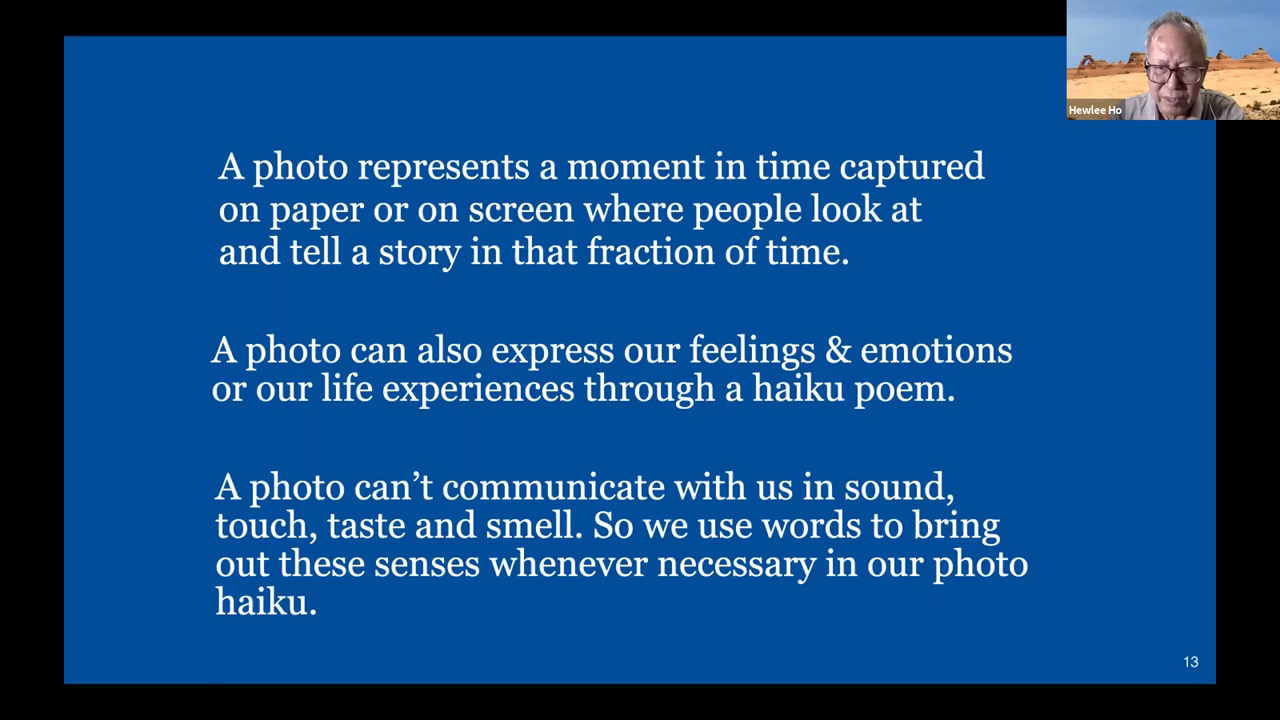 Hewlee Ho
A photo represents a moment in time captured
on paper or on screen where people look at
and tell a story in that fraction of time.
A photo can also express our feelings & emotions
or our life experiences through a haiku poem.
A photo can’t communicate with us in sound,
touch, taste and smell. So we use words to bring
out these senses whenever necessary in our photo
haiku.
13